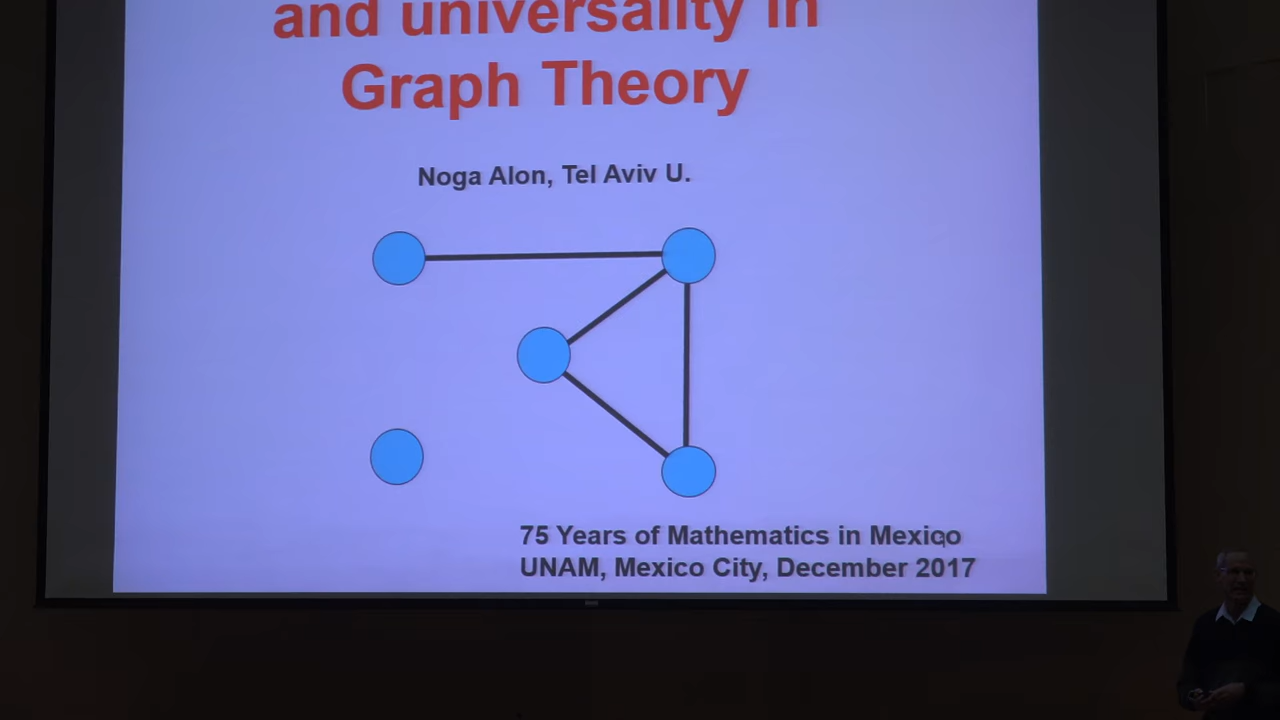 and universality in
Graph Theory
Noga Alon, Tel Aviv U.
75 Years of Mathematics in Mexico
UNAM, Mexico City, December 2017